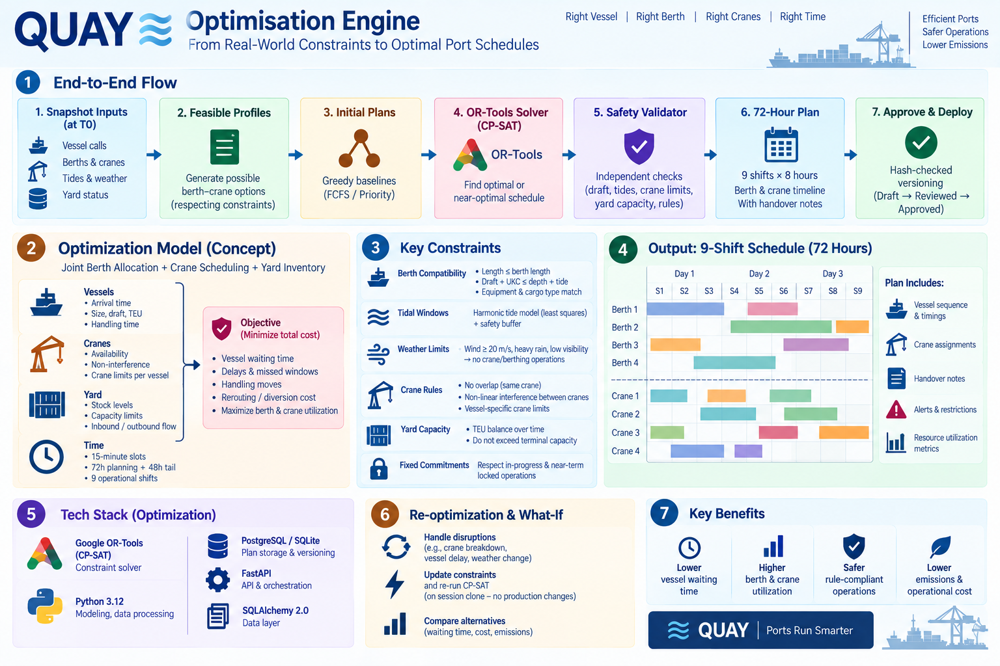 QUAY
Optimisation Engine
From Real-World Constraints to Optimal Port Schedules
Right Vessel | Right Berth | Right Cranes | Right Time
Efficient Ports
Safer Operations
Lower Emissions
1 End-to-End Flow
1. Snapshot Inputs
(at T0)
Vessel calls
Berths & cranes
Tides & weather
Yard status
2. Feasible Profiles
Generate possible
berth–crane options
(respecting constraints)
3. Initial Plans
Greedy baselines
(FCFS / Priority)
4. OR-Tools Solver
(CP-SAT)
OR-Tools
Find optimal or
near-optimal schedule
5. Safety Validator
Independent checks
(draft, tides, crane limits,
yard capacity, rules)
6. 72-Hour Plan
9 shifts × 8 hours
Berth & crane timeline
With handover notes
7. Approve & Deploy
Hash-checked
versioning
(Draft → Reviewed →
Approved)
2 Optimization Model (Concept)
Joint Berth Allocation + Crane Scheduling + Yard Inventory
Vessels
• Arrival time
• Size, draft, TEU
• Handling time
Cranes
• Availability
• Non-interference
• Crane limits per vessel
Yard
• Stock levels
• Capacity limits
• Inbound / outbound flow
Time
• 15-minute slots
• 72h planning + 48h tail
• 9 operational shifts
Objective
(Minimize total cost)
• Vessel waiting time
• Delays & missed windows
• Handling moves
• Rerouting / diversion cost
• Maximize berth & crane utilization
3 Key Constraints
Berth Compatibility
• Length ≤ berth length
• Draft + UKC ≤ depth + tide
• Equipment & cargo type match
Tidal Windows
Harmonic tide model (least squares)
+ safety buffer
Weather Limits
Wind ≥ 20 m/s, heavy rain, low visibility
→ no crane/berthing operations
Crane Rules
• No overlap (same crane)
• Non-linear interference between cranes
• Vessel-specific crane limits
Yard Capacity
• TEU balance over time
• Do not exceed terminal capacity
Fixed Commitments
Respect in-progress & near-term
locked operations
4 Output: 9-Shift Schedule (72 Hours)
Day 1 Day 2 Day 3
S1 S2 S3 S4 S5 S6 S7 S8 S9
Berth 1
Berth 2
Berth 3
Berth 4
Crane 1
Crane 2
Crane 3
Crane 4
Plan Includes:
Vessel sequence
& timings
Crane assignments
Handover notes
Alerts & restrictions
Resource utilization
metrics
5 Tech Stack (Optimization)
Google OR-Tools
(CP-SAT)
Constraint solver
Python 3.12
Modeling, data processing
PostgreSQL / SQLite
Plan storage & versioning
FastAPI
API & orchestration
SQLAlchemy 2.0
Data layer
6 Re-optimization & What-If
Handle disruptions
(e.g., crane breakdown,
vessel delay, weather change)
Update constraints
and re-run CP-SAT
(on session clone – no production changes)
Compare alternatives
(waiting time, cost, emissions)
7 Key Benefits
Lower
vessel waiting
time
Higher
berth & crane
utilization
Safer
rule-compliant
operations
Lower
emissions &
operational cost
QUAY | Ports Run Smarter